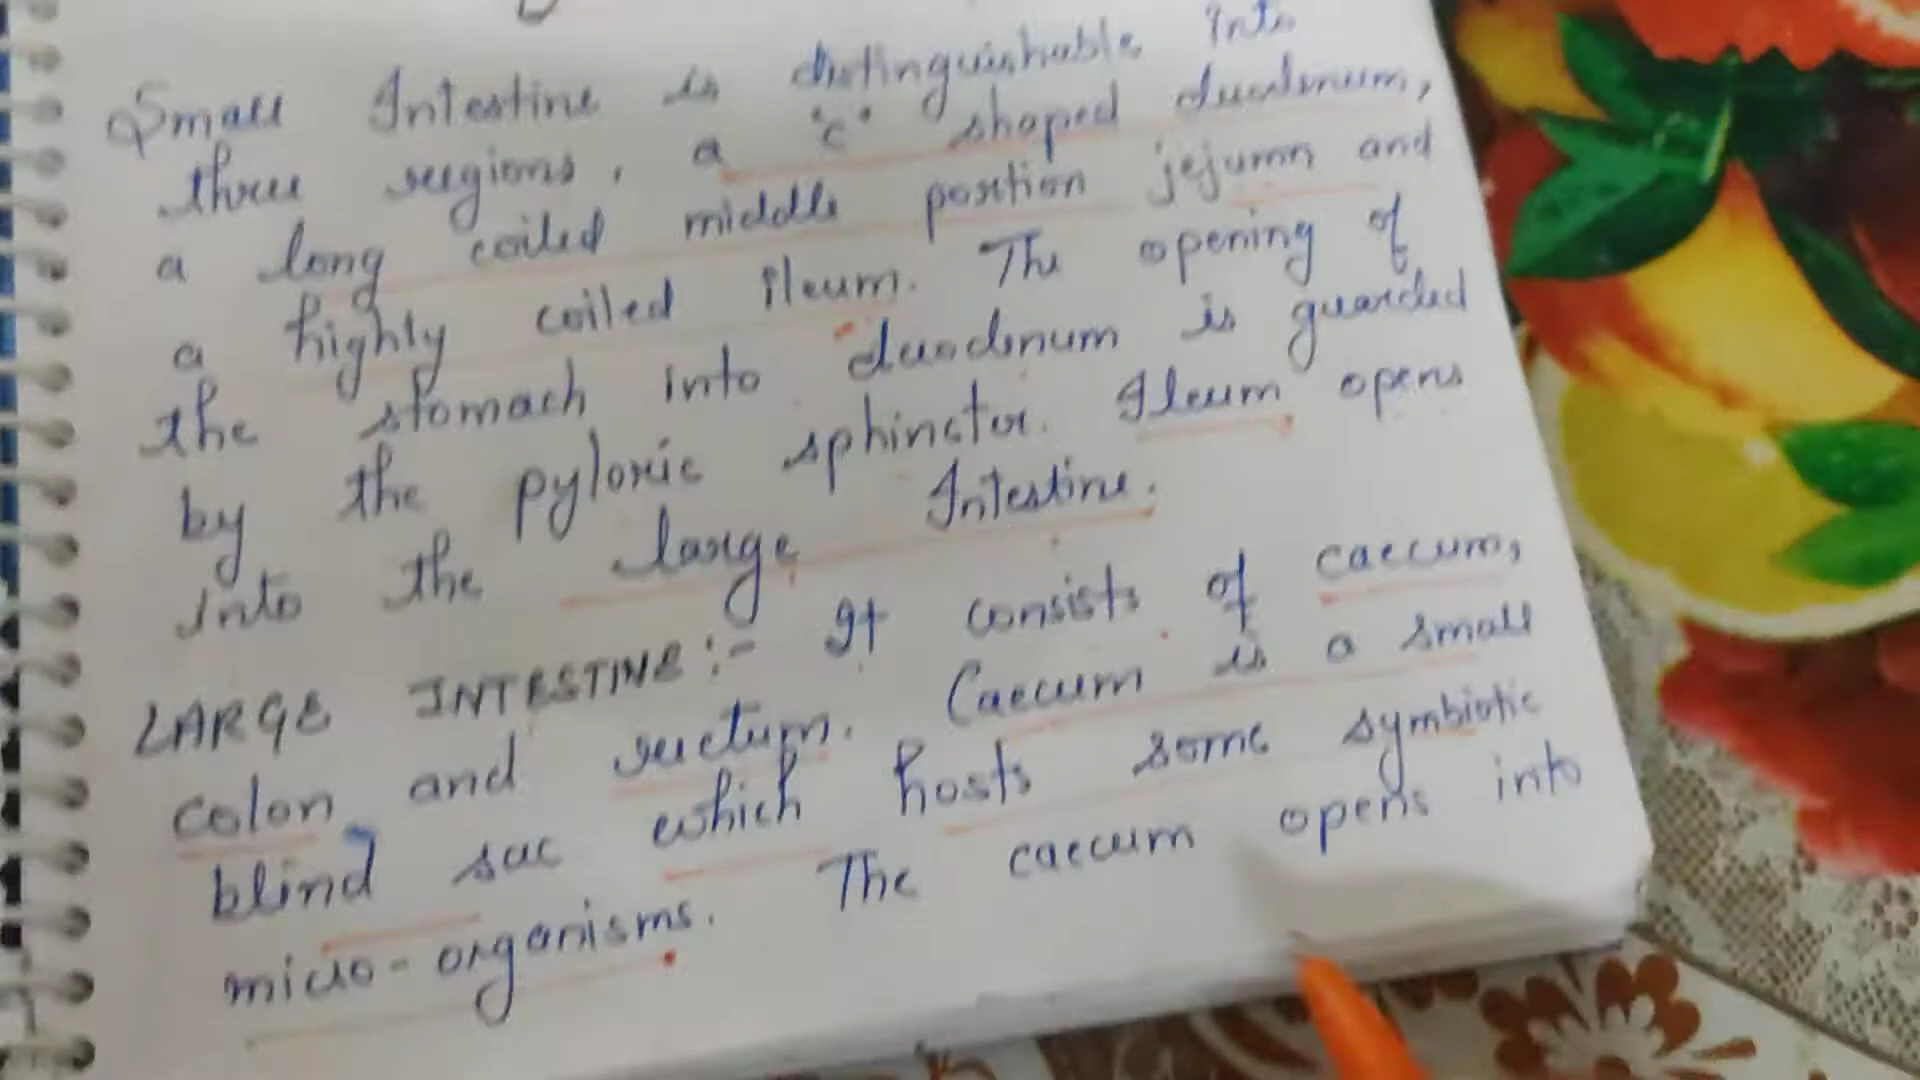 Small Intestine is distinguishable into
three regions, a 'c' shaped duodenum,
a long coiled middle portion jejumn and
a highly coiled ileum. The opening of
the stomach into duodenum is guarded
by the pyloric sphincter. Ileum opens
into the large Intestine.
LARGE INTESTINE:- It consists of caecum,
colon and rectum. Caecum is a small
blind sac which hosts some symbiotic
micro-organisms. The caecum opens into